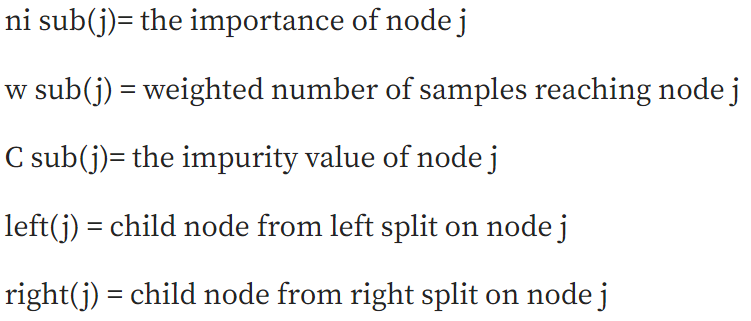 ni sub(j)= the importance of node j
w sub(j) = weighted number of samples reaching node j
C sub(j)= the impurity value of node j
left(j) = child node from left split on node j
right(j) = child node from right split on node j